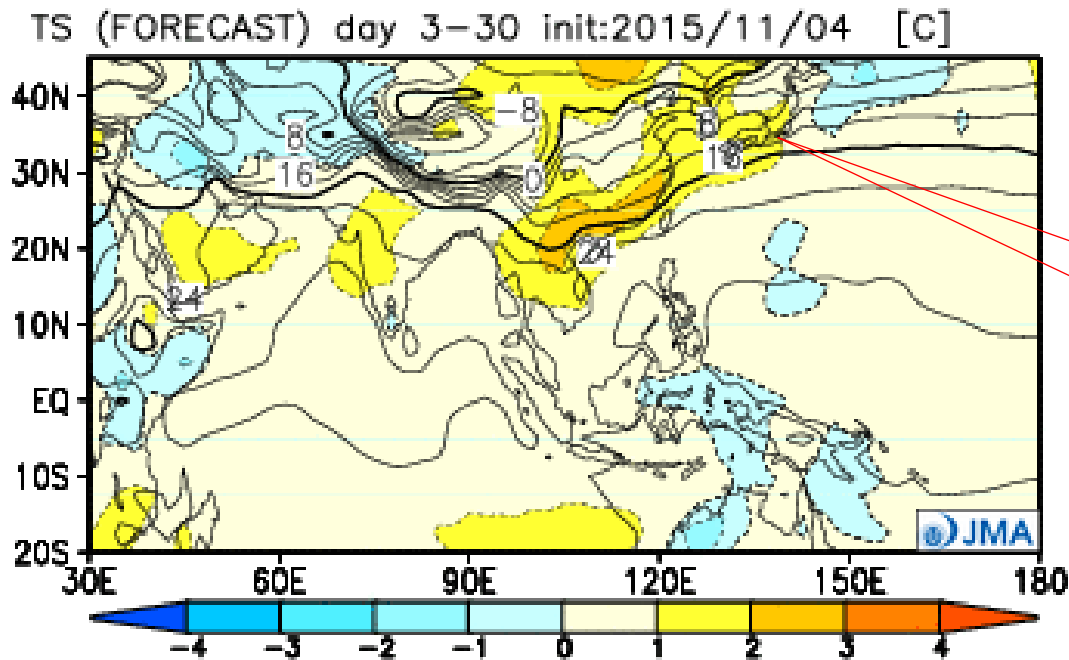 TS (FORECAST) day 3-30 init:2015/11/04 [C]
40N
-8
8
8
30N
16
0
16
20N
24
24
10N
EQ
10S
JMA
20S
30E 60E 90E 120E 150E 180
-4 -3 -2 -1 0 1 2 3 4